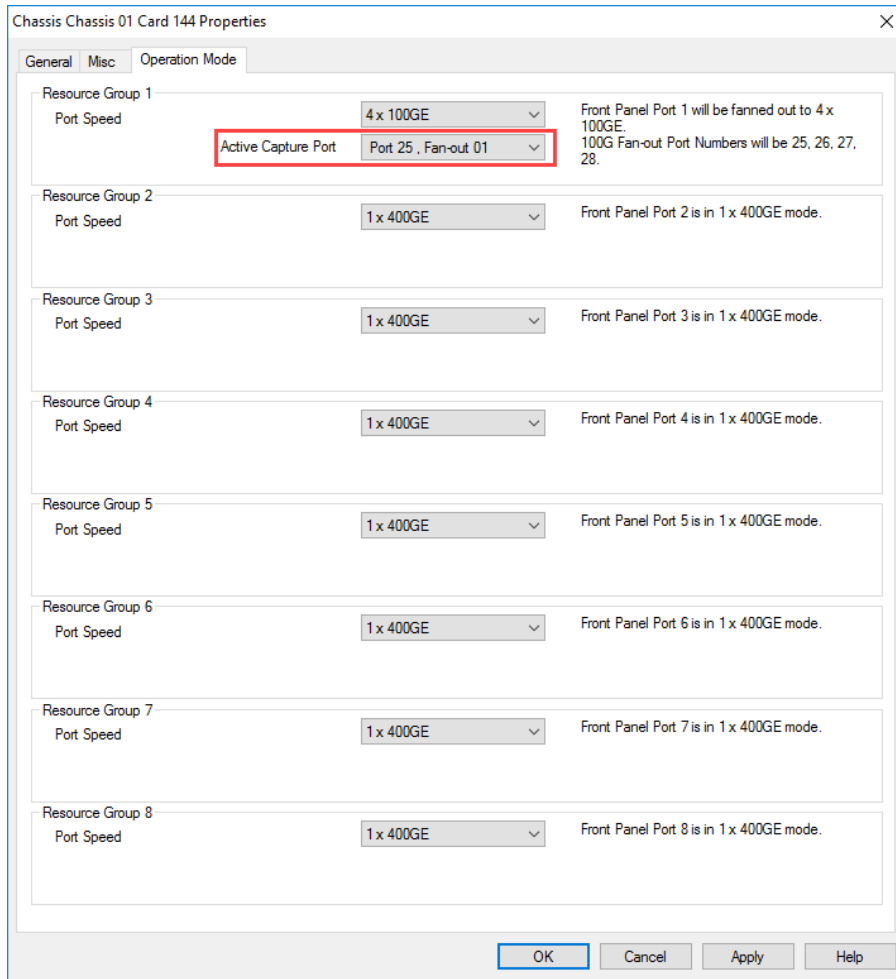 Chassis Chassis 01 Card 144 Properties
General Misc Operation Mode
Resource Group 1
Port Speed
4 x 100GE
Front Panel Port 1 will be fanned out to 4 x
100GE.
100G Fan-out Port Numbers will be 25, 26, 27,
28.
Active Capture Port
Port 25 , Fan-out 01
Resource Group 2
Port Speed
1 x 400GE
Front Panel Port 2 is in 1 x 400GE mode.
Resource Group 3
Port Speed
1 x 400GE
Front Panel Port 3 is in 1 x 400GE mode.
Resource Group 4
Port Speed
1 x 400GE
Front Panel Port 4 is in 1 x 400GE mode.
Resource Group 5
Port Speed
1 x 400GE
Front Panel Port 5 is in 1 x 400GE mode.
Resource Group 6
Port Speed
1 x 400GE
Front Panel Port 6 is in 1 x 400GE mode.
Resource Group 7
Port Speed
1 x 400GE
Front Panel Port 7 is in 1 x 400GE mode.
Resource Group 8
Port Speed
1 x 400GE
Front Panel Port 8 is in 1 x 400GE mode.
OK Cancel Apply Help